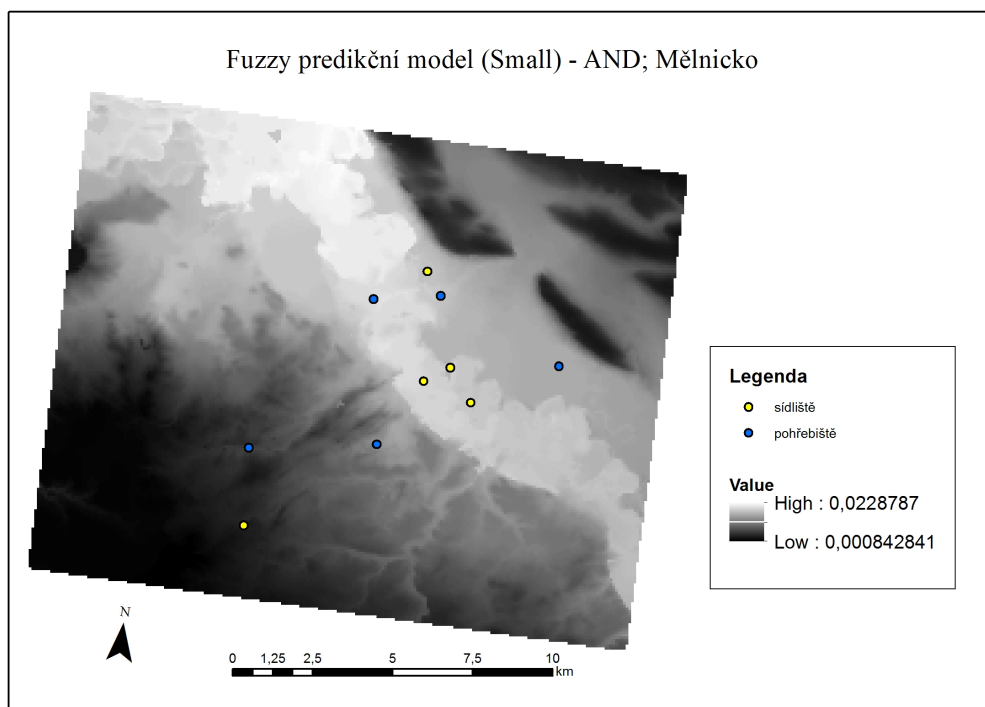 Fuzzy predikční model (Small) - AND; Mělnicko
Legenda
sídliště
pohřebiště
Value
High : 0,0228787
Low : 0,000842841
N
0 1,25 2,5 5 7,5 10
km